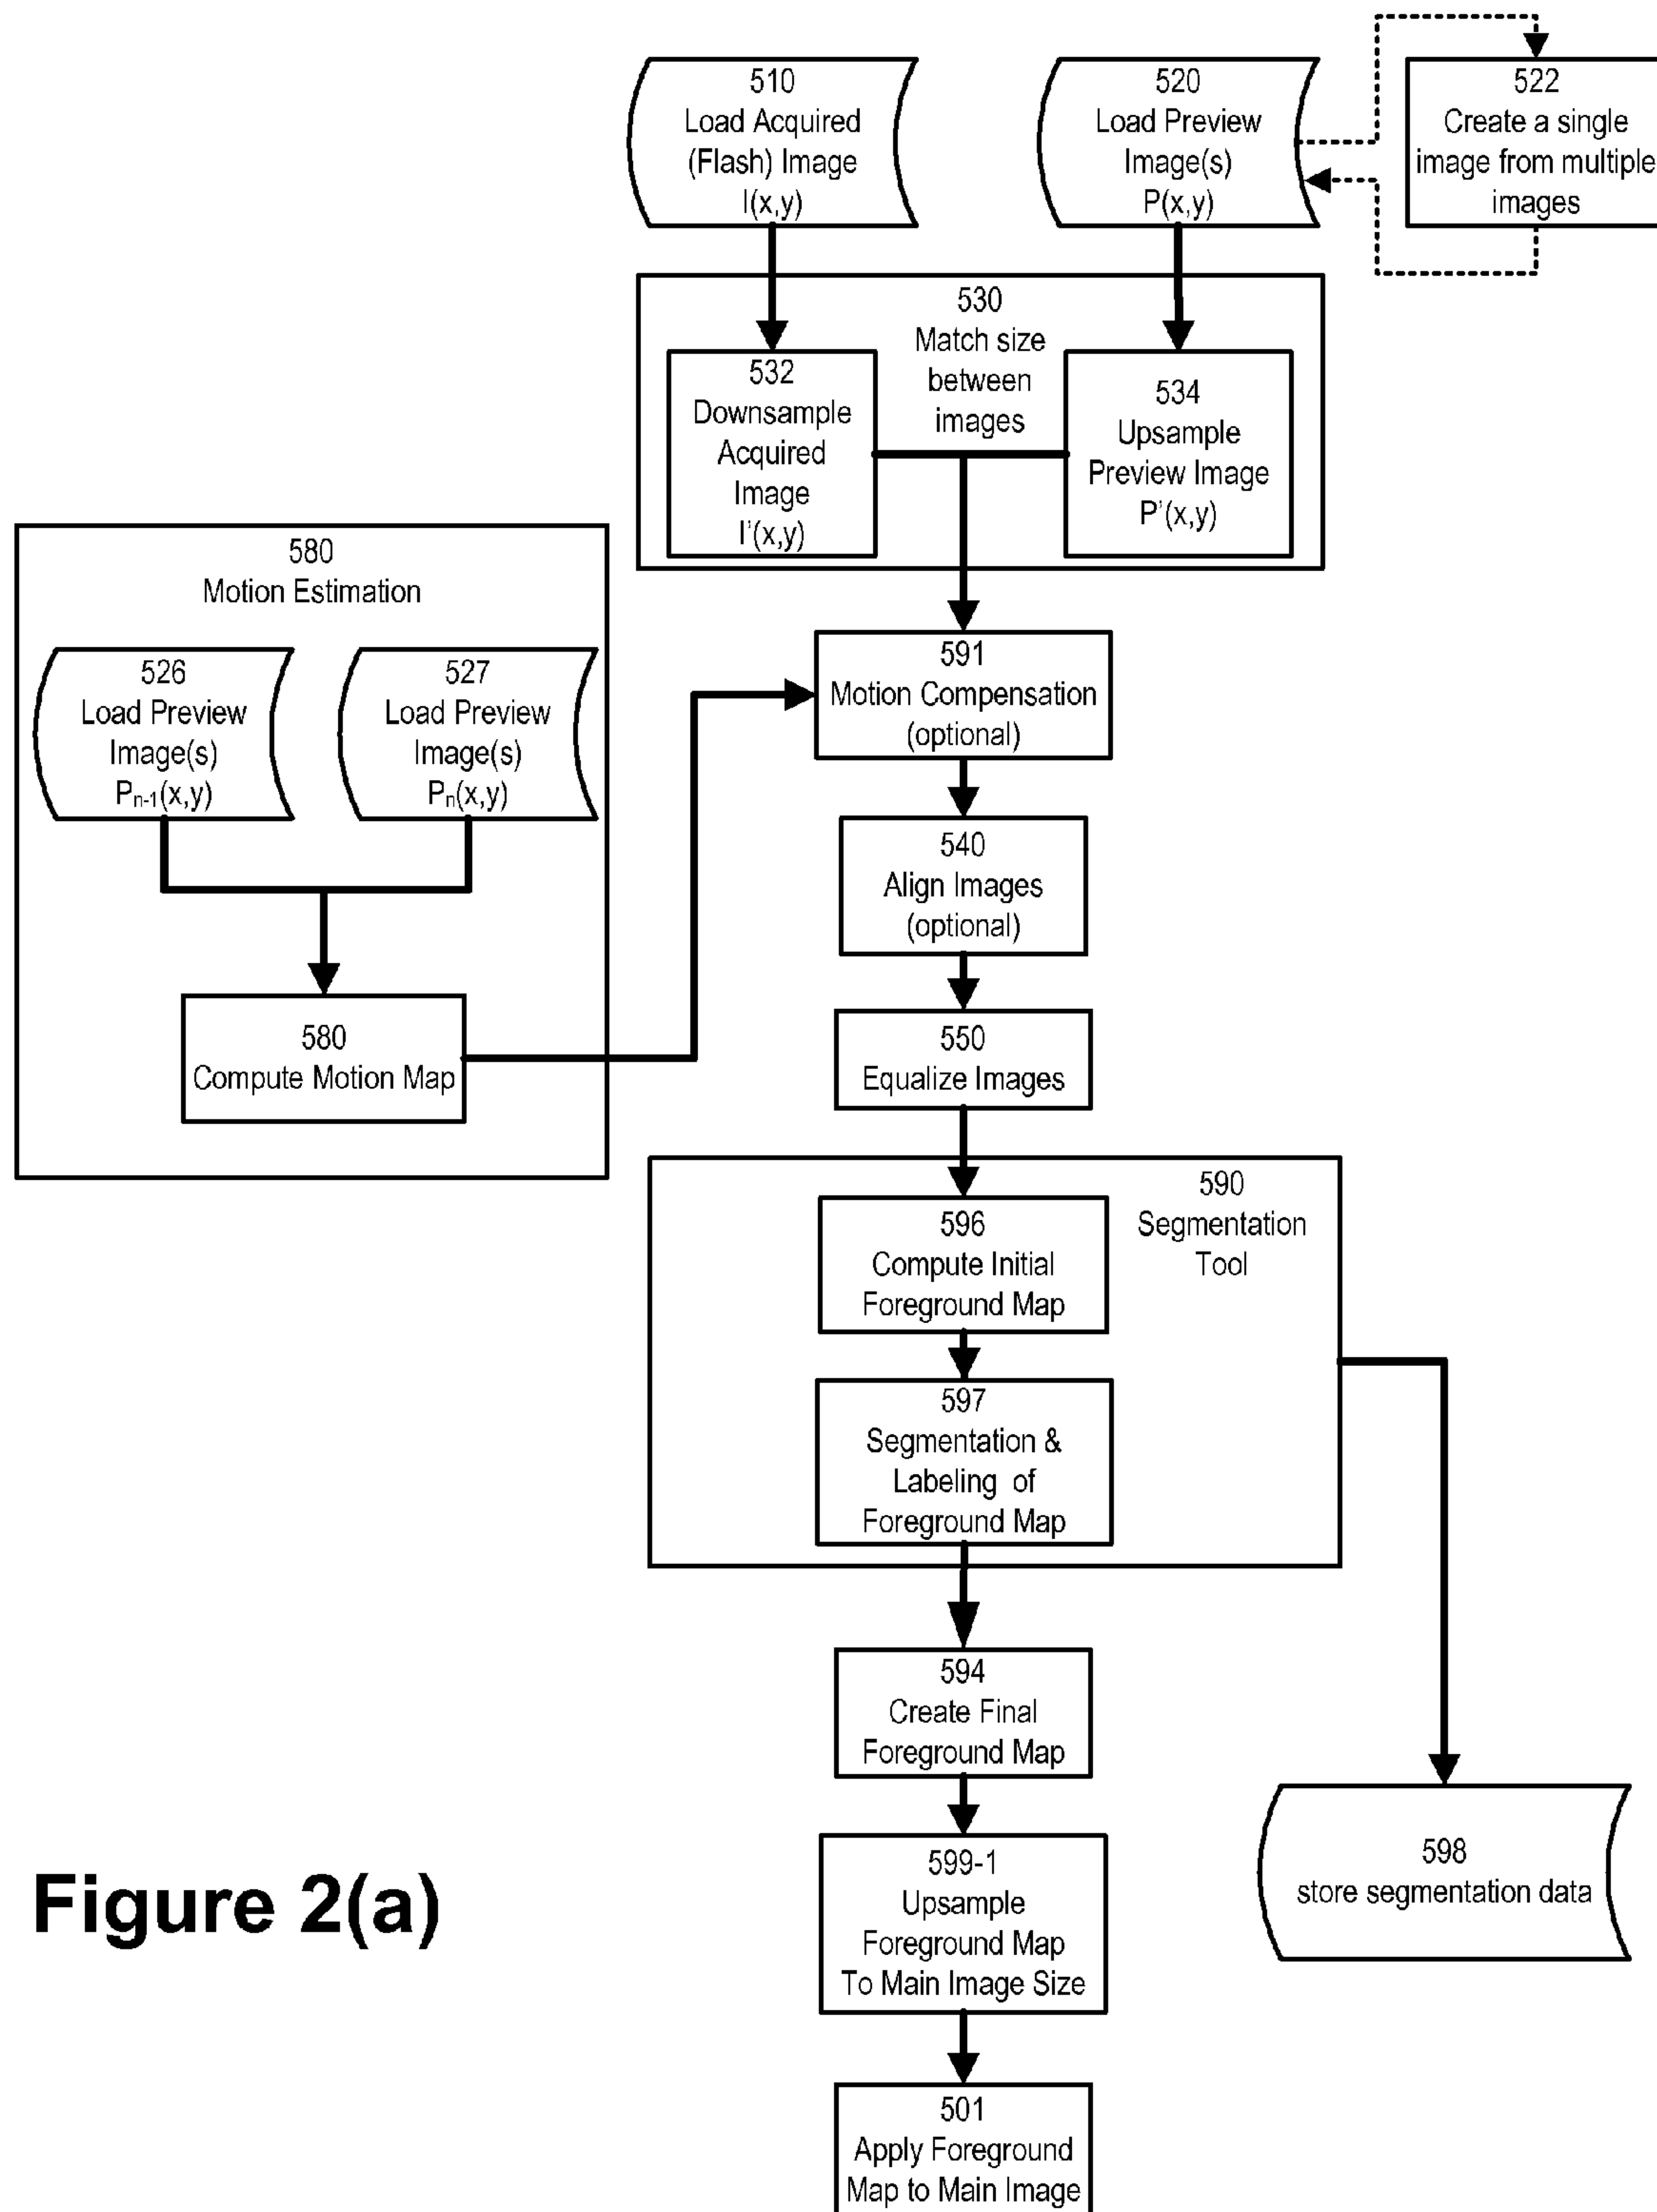 510
Load Acquired
(Flash) Image
I(x,y)
520
Load Preview
Image(s)
P(x,y)
522
Create a single
image from multiple
images
530
Match size
between
images
532
Downsample
Acquired
Image
I'(x,y)
534
Upsample
Preview Image
P'(x,y)
580
Motion Estimation
526
Load Preview
Image(s)
Pn-1(x,y)
527
Load Preview
Image(s)
Pn(x,y)
580
Compute Motion Map
591
Motion Compensation
(optional)
540
Align Images
(optional)
550
Equalize Images
590
Segmentation
Tool
596
Compute Initial
Foreground Map
597
Segmentation &
Labeling of
Foreground Map
594
Create Final
Foreground Map
598
store segmentation data
599-1
Upsample
Foreground Map
To Main Image Size
501
Apply Foreground
Map to Main Image
Figure 2(a)